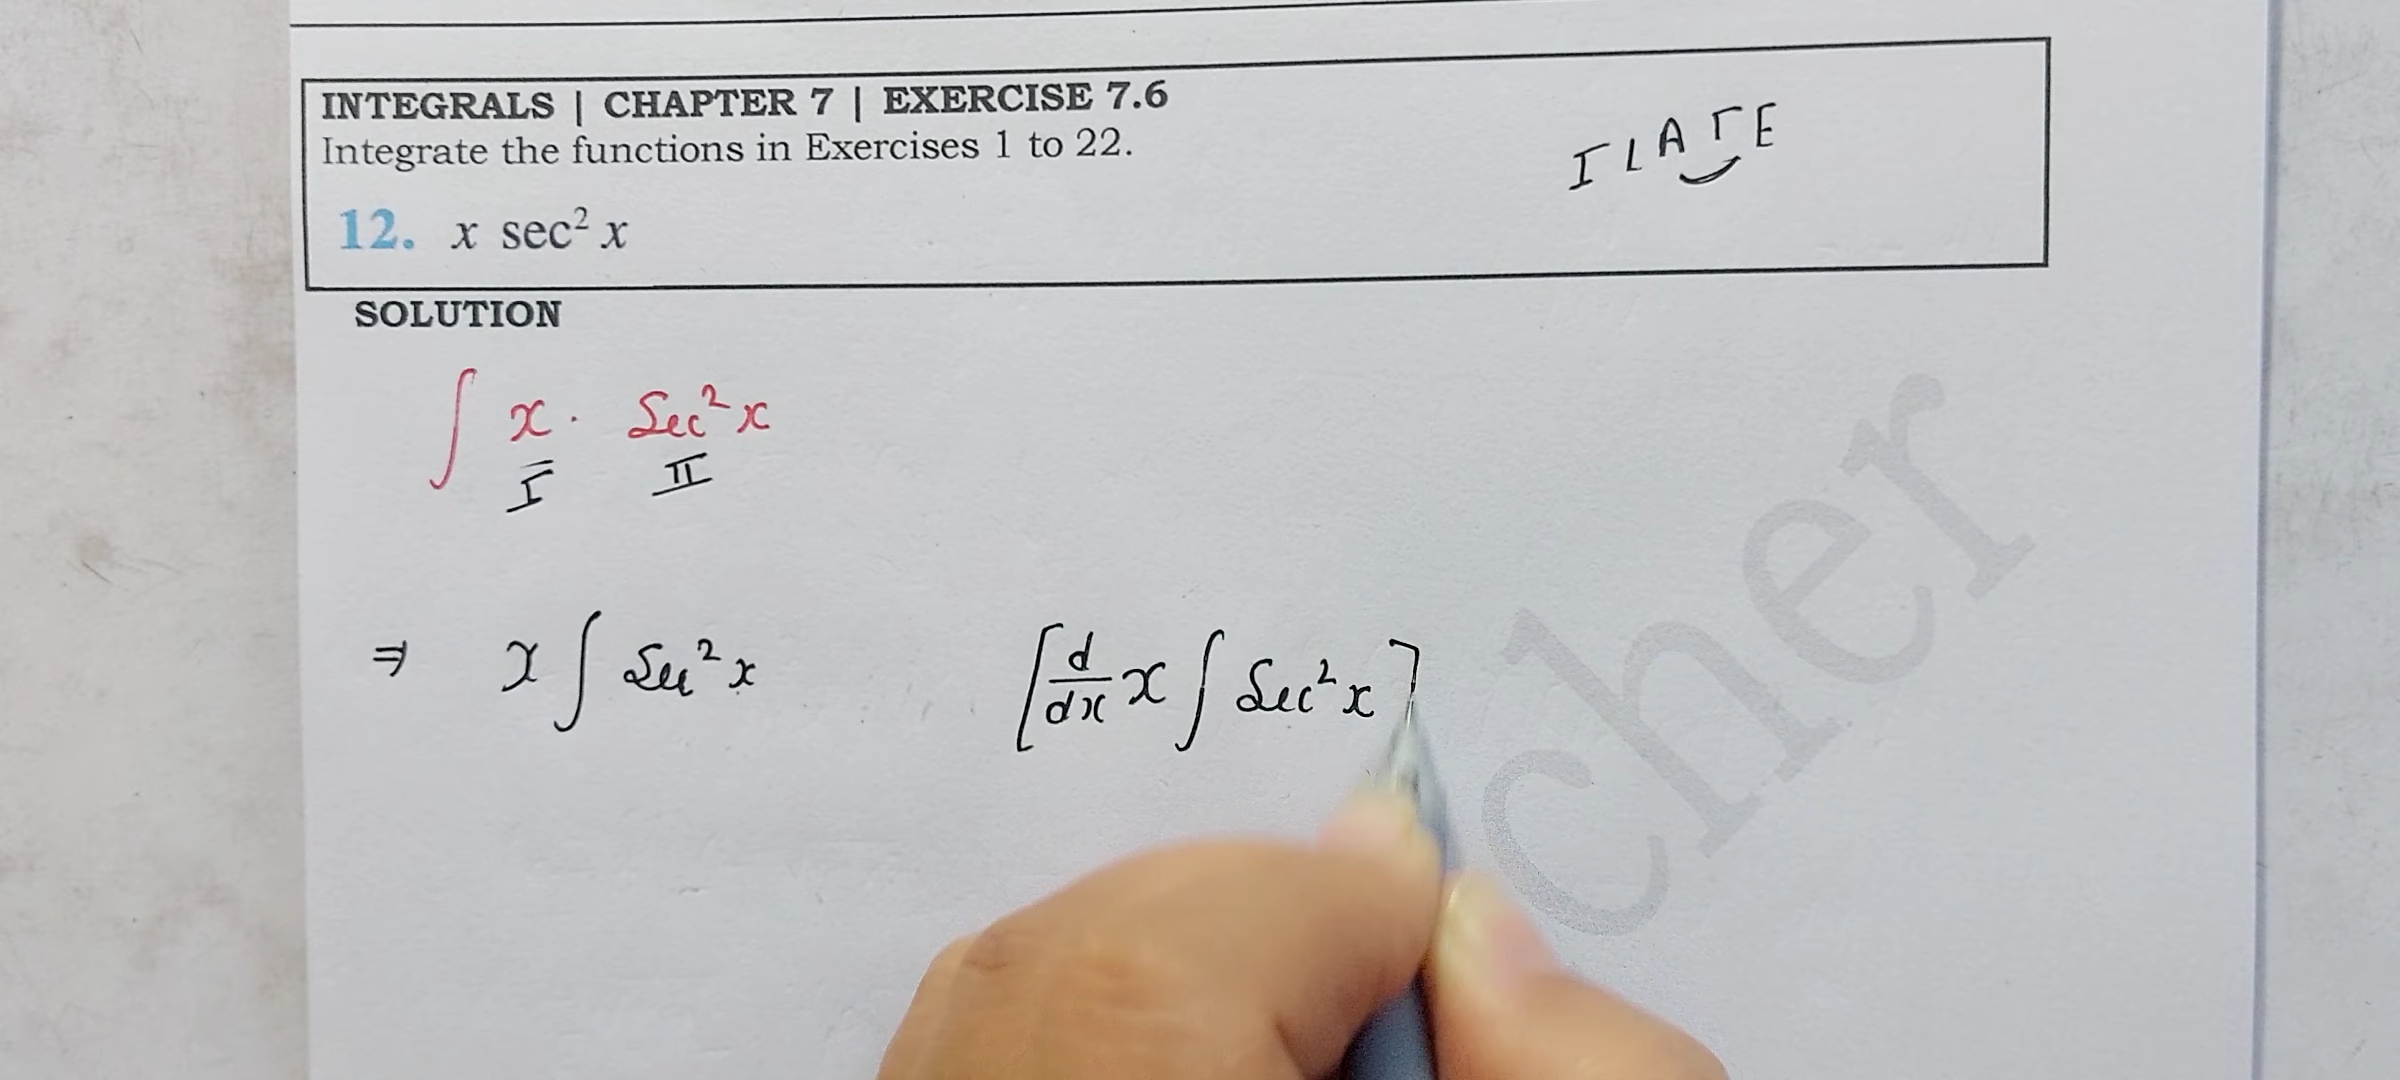 INTEGRALS | CHAPTER 7 | EXERCISE 7.6
Integrate the functions in Exercises 1 to 22.
ILATE
12. x sec² x
SOLUTION
∫ x . Sec²x
I II
⇒ x ∫ Sec²x [d/dx x ∫ Sec²x]
cher